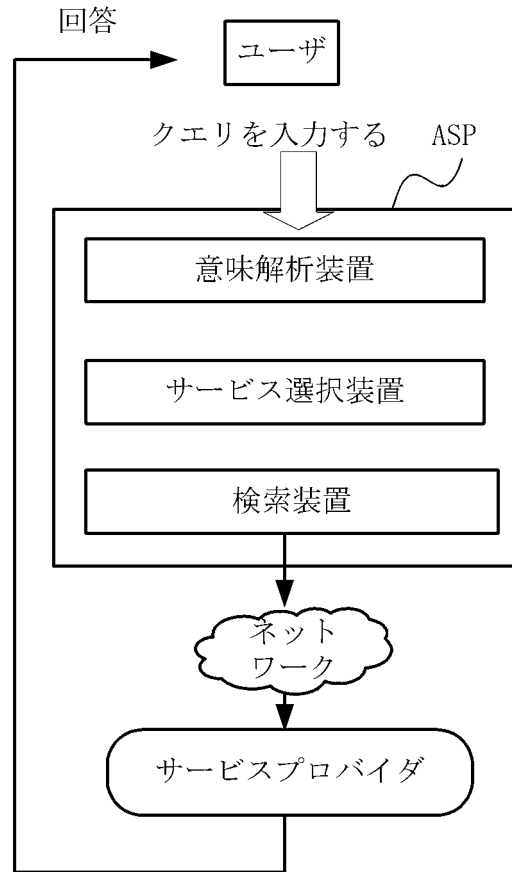 回答
ユーザ
クエリを入力する
ASP
意味解析装置
サービス選択装置
検索装置
ネット
ワーク
サービスプロバイダ